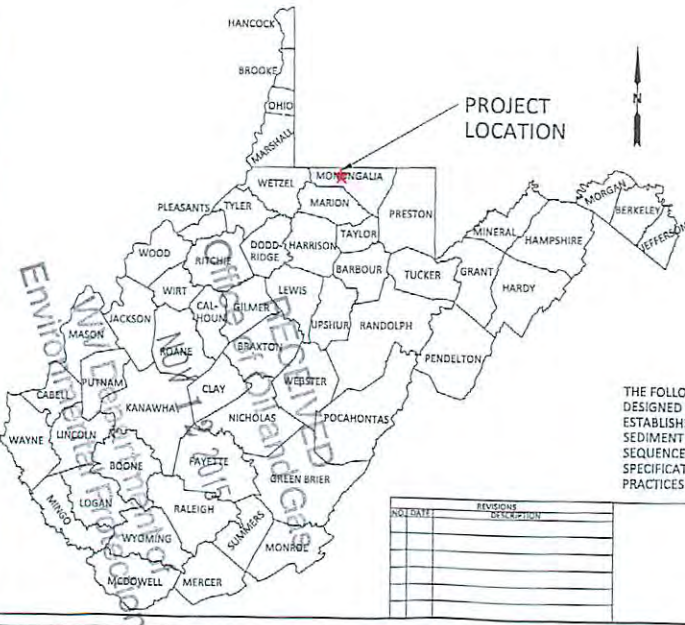 HANCOCK
BROOKE
OHIO
MARSHALL
N
PROJECT
LOCATION
WETZEL
MONONGALIA
MARION
PRESTON
PLEASANTS
TYLER
MORGAN
BERKELEY
JEFFERSON
MINERAL
HAMPSHIRE
WOOD
RITCHIE
DODD-
RIDGE
HARRISON
TAYLOR
BARBOUR
TUCKER
GRANT
HARDY
WIRT
CAL-
HOUN
GILMER
LEWIS
UPSHUR
RANDOLPH
JACKSON
MASON
ROANE
BRAXTON
PENDELTON
PUTNAM
CLAY
WEBSTER
CABELL
KANAWHA
NICHOLAS
POCAHONTAS
WAYNE
LINCOLN
BOONE
FAYETTE
GREEN BRIER
LOGAN
RALEIGH
SUMMERS
MINGO
WYOMING
MONROE
MCDOWELL
MERCER
RECEIVED
Office of Oil and Gas
NOV 12 2015
WV Department of
Environmental Protection
THE FOLLO
DESIGNED
ESTABLISH
SEDIMENT
SEQUENCE
SPECIFICAT
PRACTICES
REVISIONS
NO. DATE DESCRIPTION